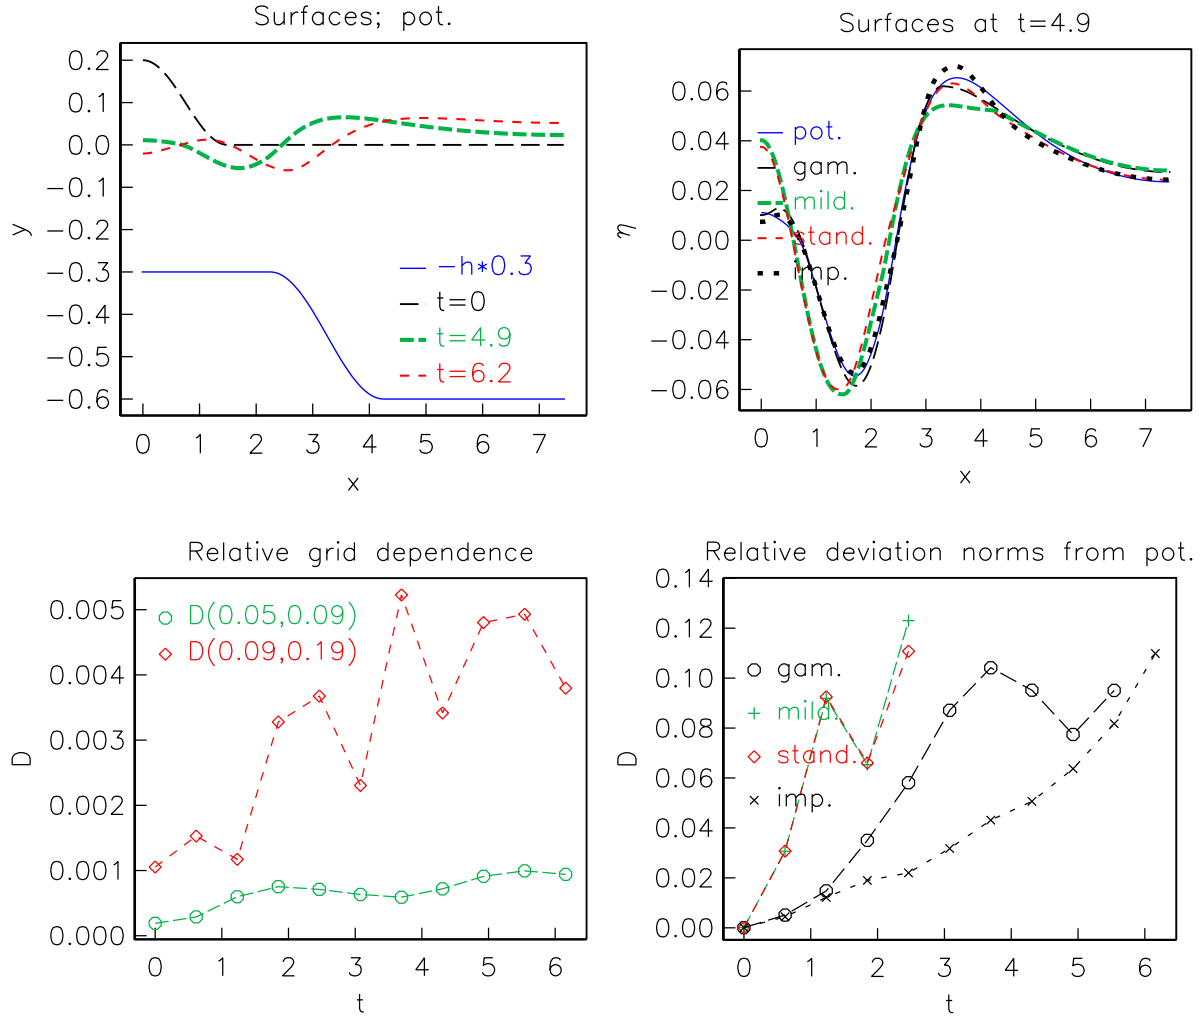 Surfaces; pot.
0.2
0.1
0.0
−0.1
−0.2
−0.3
−0.4
−0.5
−0.6
y
−h*0.3
t=0
t=4.9
t=6.2
0 1 2 3 4 5 6 7
x
Surfaces at t=4.9
0.06
0.04
0.02
0.00
−0.02
−0.04
−0.06
η
pot.
gam.
mild.
stand.
imp.
0 1 2 3 4 5 6 7
x
Relative grid dependence
0.005
0.004
0.003
0.002
0.001
0.000
D
D(0.05,0.09)
D(0.09,0.19)
0 1 2 3 4 5 6
t
Relative deviation norms from pot.
0.14
0.12
0.10
0.08
0.06
0.04
0.02
0.00
D
gam.
mild.
stand.
imp.
0 1 2 3 4 5 6
t